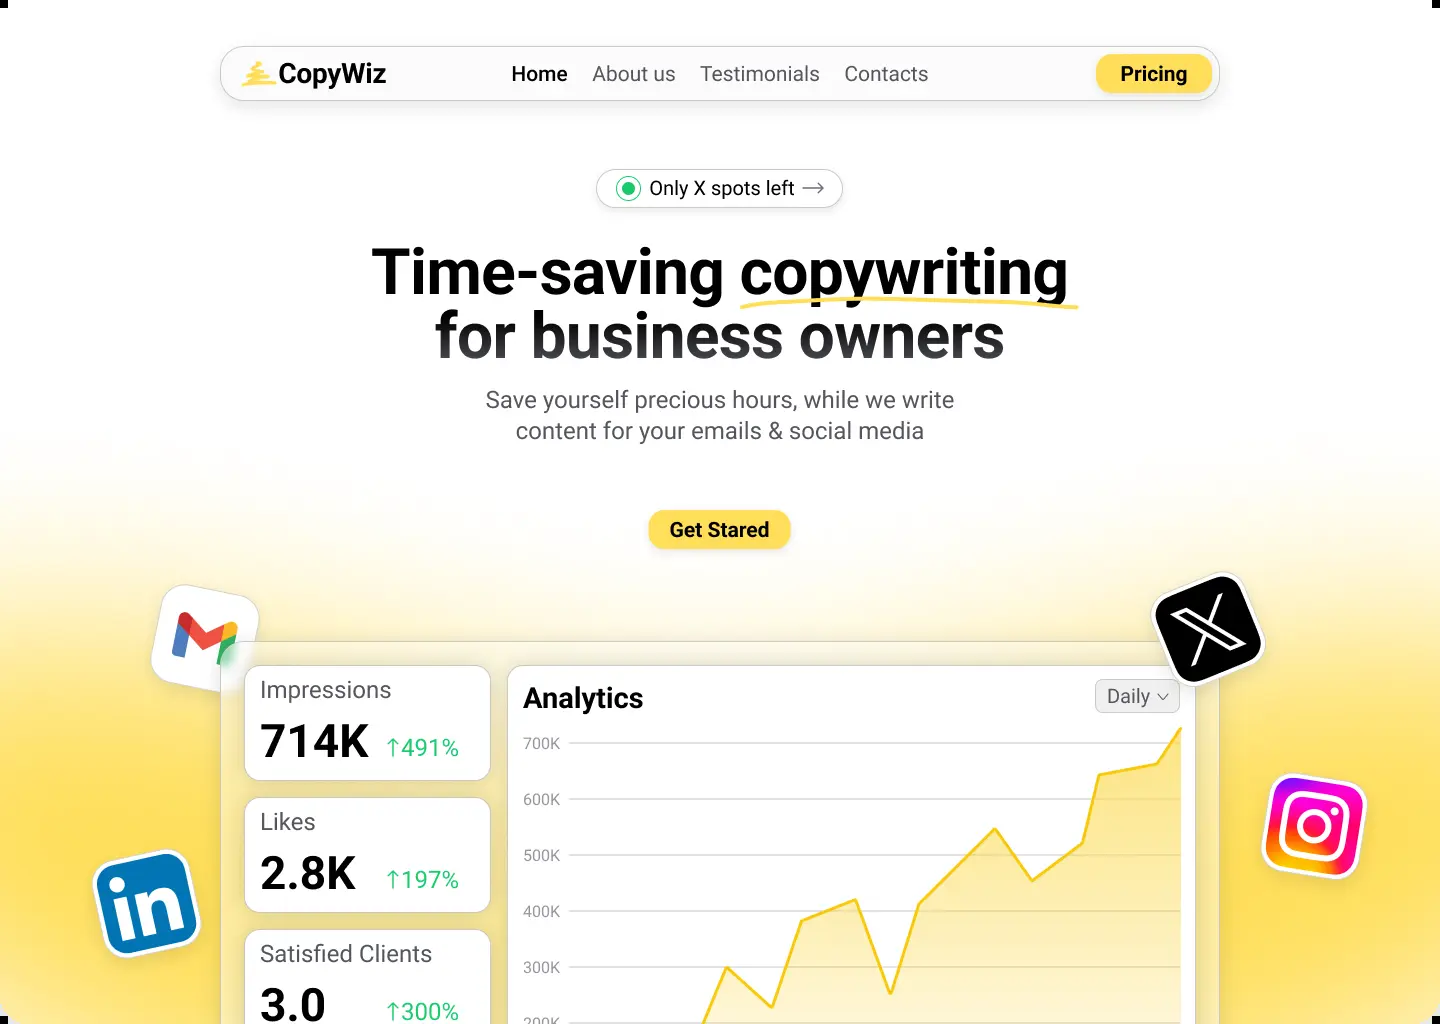 CopyWiz
Home About us Testimonials Contacts
Pricing
Only X spots left →
Time-saving copywriting
for business owners
Save yourself precious hours, while we write
content for your emails & social media
Get Stared
Impressions
714K ↑491%
Likes
2.8K ↑197%
Satisfied Clients
3.0 ↑300%
Analytics
Daily
700K
600K
500K
400K
300K
200K
in